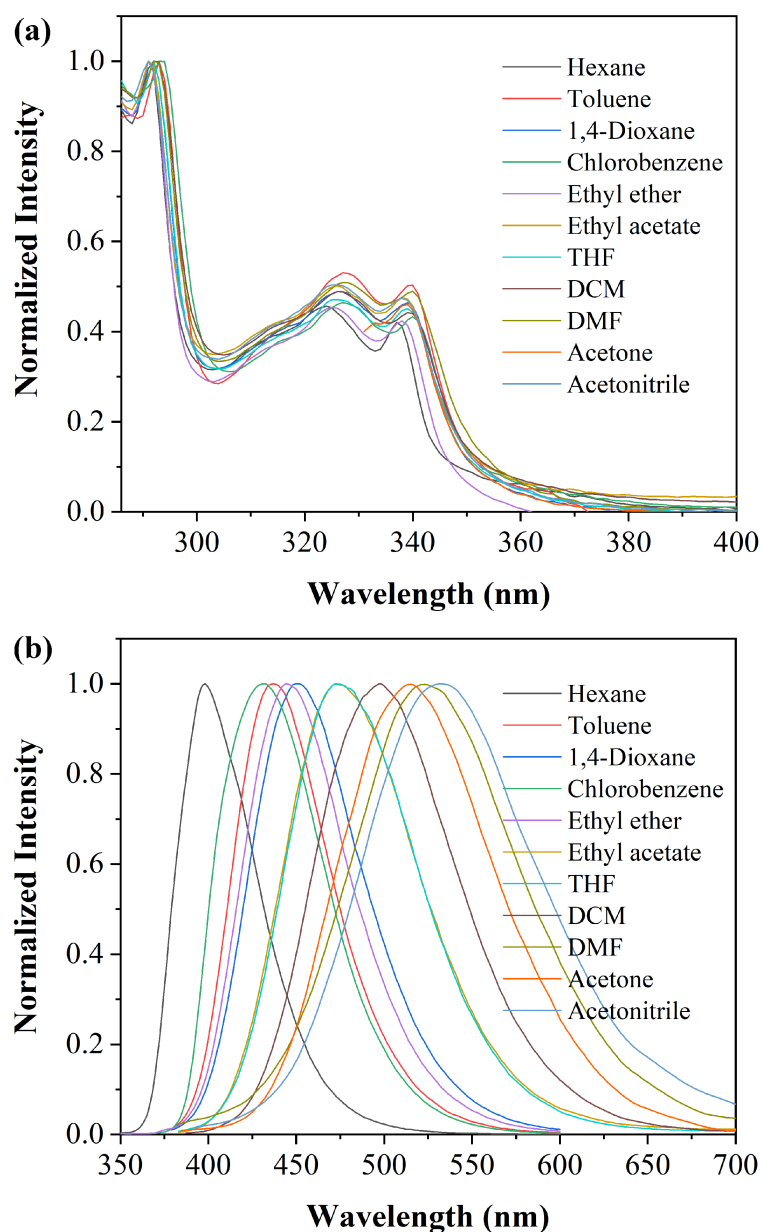 (a)
Normalized Intensity
1.0
0.8
0.6
0.4
0.2
0.0
Hexane
Toluene
1,4-Dioxane
Chlorobenzene
Ethyl ether
Ethyl acetate
THF
DCM
DMF
Acetone
Acetonitrile
300 320 340 360 380 400
Wavelength (nm)
(b)
Normalized Intensity
1.0
0.8
0.6
0.4
0.2
0.0
Hexane
Toluene
1,4-Dioxane
Chlorobenzene
Ethyl ether
Ethyl acetate
THF
DCM
DMF
Acetone
Acetonitrile
350 400 450 500 550 600 650 700
Wavelength (nm)